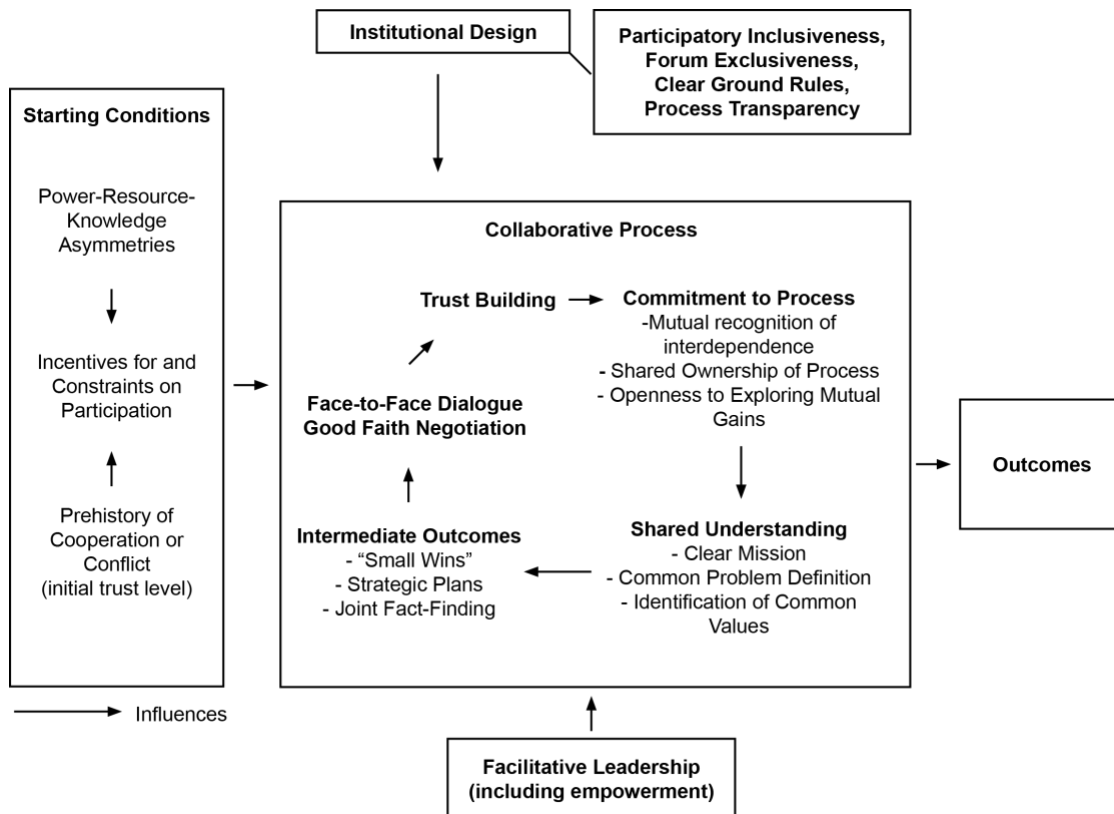 Institutional Design
Participatory Inclusiveness,
Forum Exclusiveness,
Clear Ground Rules,
Process Transparency
Starting Conditions
Power-Resource-
Knowledge
Asymmetries
Incentives for and
Constraints on
Participation
Prehistory of
Cooperation or
Conflict
(initial trust level)
Collaborative Process
Trust Building
Commitment to Process
-Mutual recognition of
interdependence
- Shared Ownership of Process
- Openness to Exploring Mutual
Gains
Face-to-Face Dialogue
Good Faith Negotiation
Intermediate Outcomes
- “Small Wins”
- Strategic Plans
- Joint Fact-Finding
Shared Understanding
- Clear Mission
- Common Problem Definition
- Identification of Common
Values
Outcomes
Influences
Facilitative Leadership
(including empowerment)